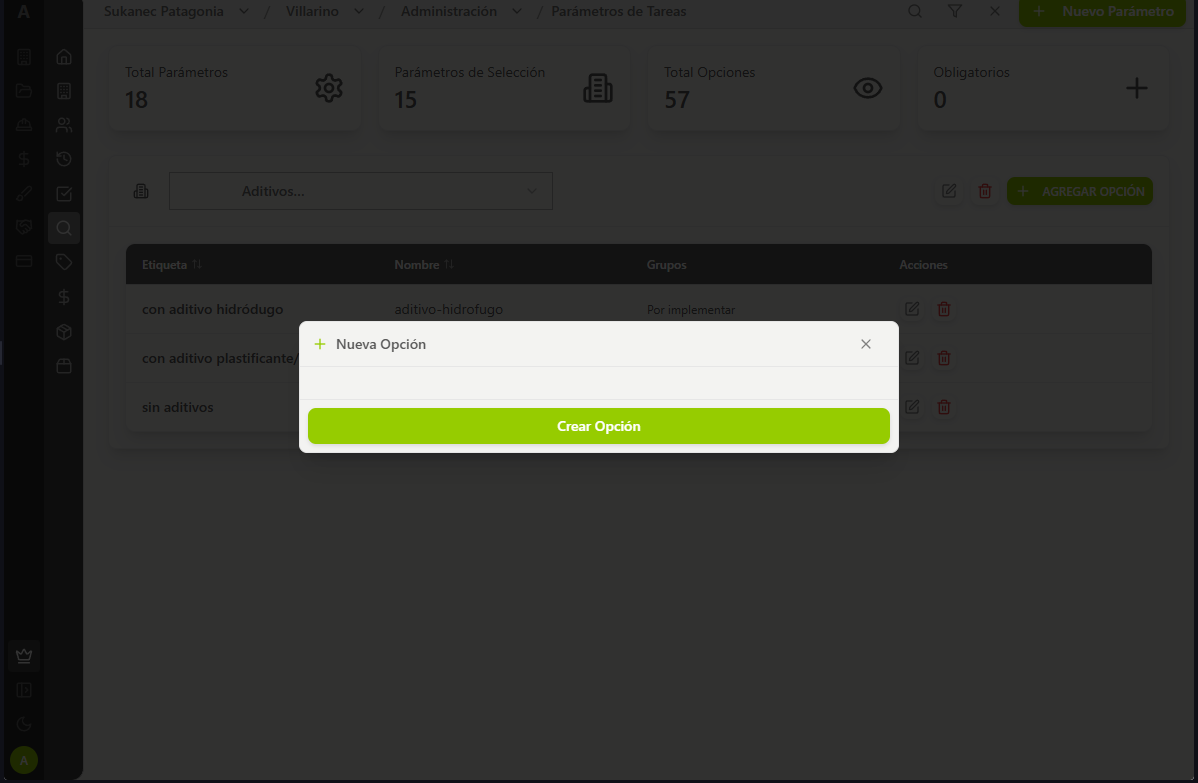 A
Sukanec Patagonia / Villarino / Administración / Parámetros de Tareas
+ Nuevo Parámetro
Total Parámetros
18
Parámetros de Selección
15
Total Opciones
57
Obligatorios
0
Aditivos...
+ AGREGAR OPCIÓN
Etiqueta Nombre Grupos Acciones
con aditivo hidródugo aditivo-hidrofugo Por implementar
con aditivo plastificante/
sin aditivos
+ Nueva Opción
Crear Opción
A